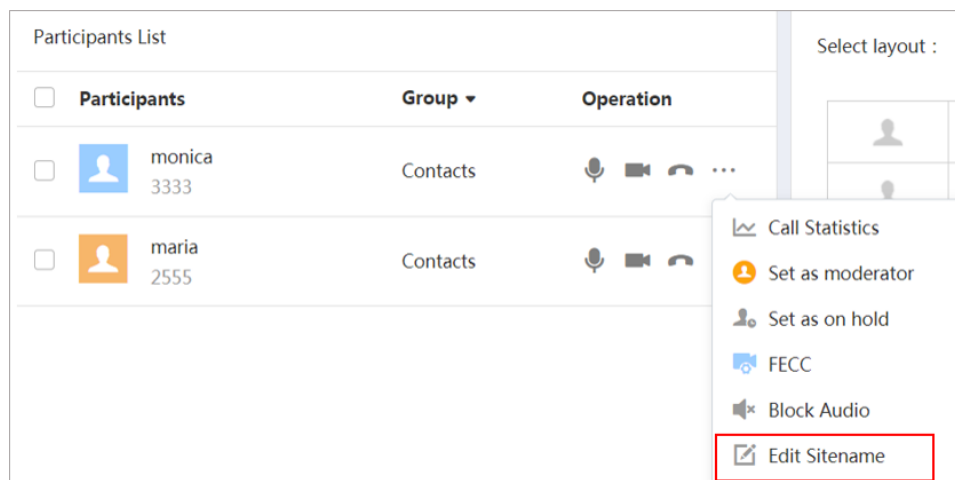 Participants List
Select layout :
Participants Group Operation
monica
3333
Contacts
maria
2555
Contacts
Call Statistics
Set as moderator
Set as on hold
FECC
Block Audio
Edit Sitename